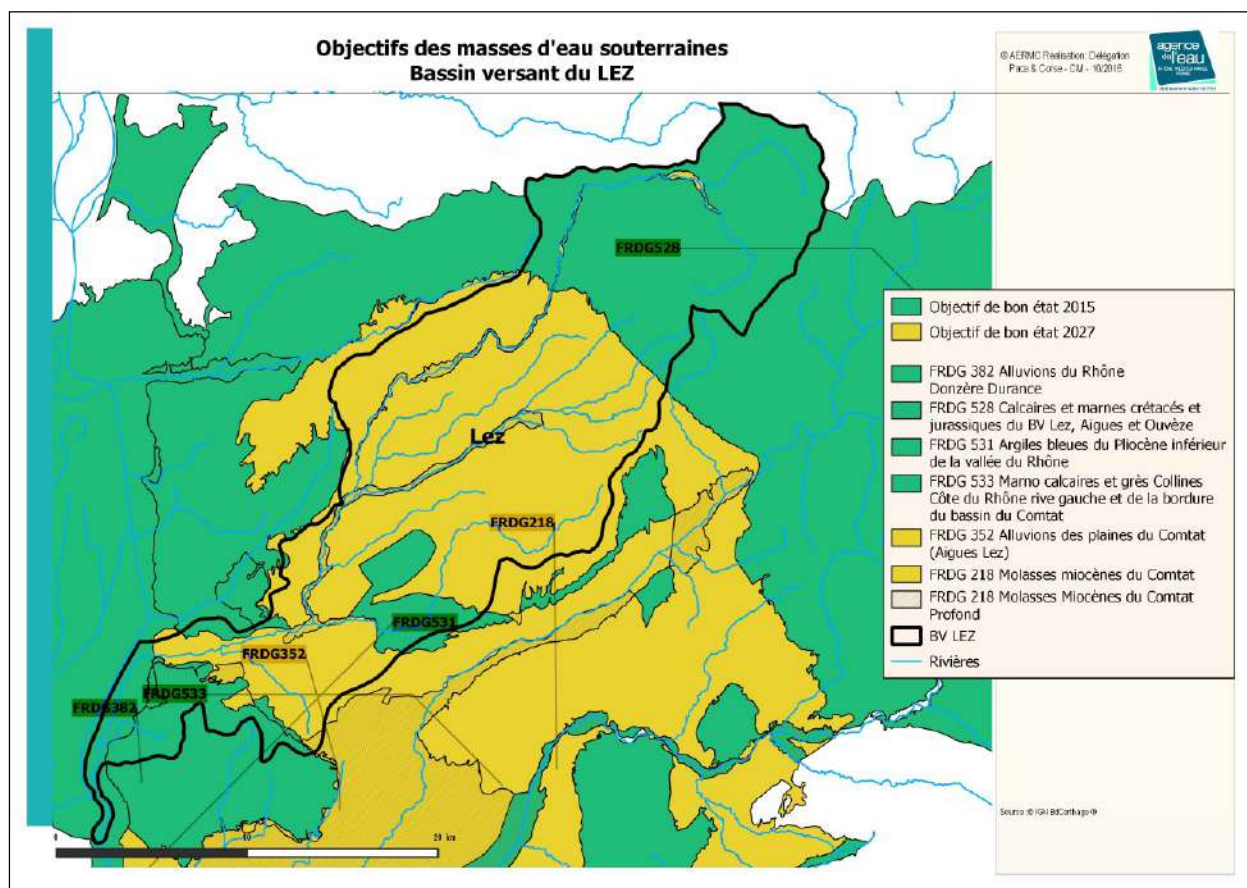 Objectifs des masses d'eau souterraines
Bassin versant du LEZ
© AERMC Réalisation: Délégation
Paca & Corse - CM - 10/2016
agence
de l'eau
FRDG528
Objectif de bon état 2015
Objectif de bon état 2027
FRDG 382 Alluvions du Rhône
Donzère Durance
FRDG 528 Calcaires et marnes crétacés et
jurassiques du BV Lez, Aigues et Ouvèze
FRDG 531 Argiles bleues du Pliocène inférieur
de la vallée du Rhône
FRDG 533 Marno calcaires et grès Collines
Côte du Rhône rive gauche et de la bordure
du bassin du Comtat
FRDG 352 Alluvions des plaines du Comtat
(Aigues Lez)
FRDG 218 Molasses miocènes du Comtat
FRDG 218 Molasses Miocènes du Comtat
Profond
BV LEZ
Rivières
Lez
FRDG218
FRDG531
FRDG352
FRDG533
FRDG382
0 10 20 km
Source :© IGN BdCarthage ®